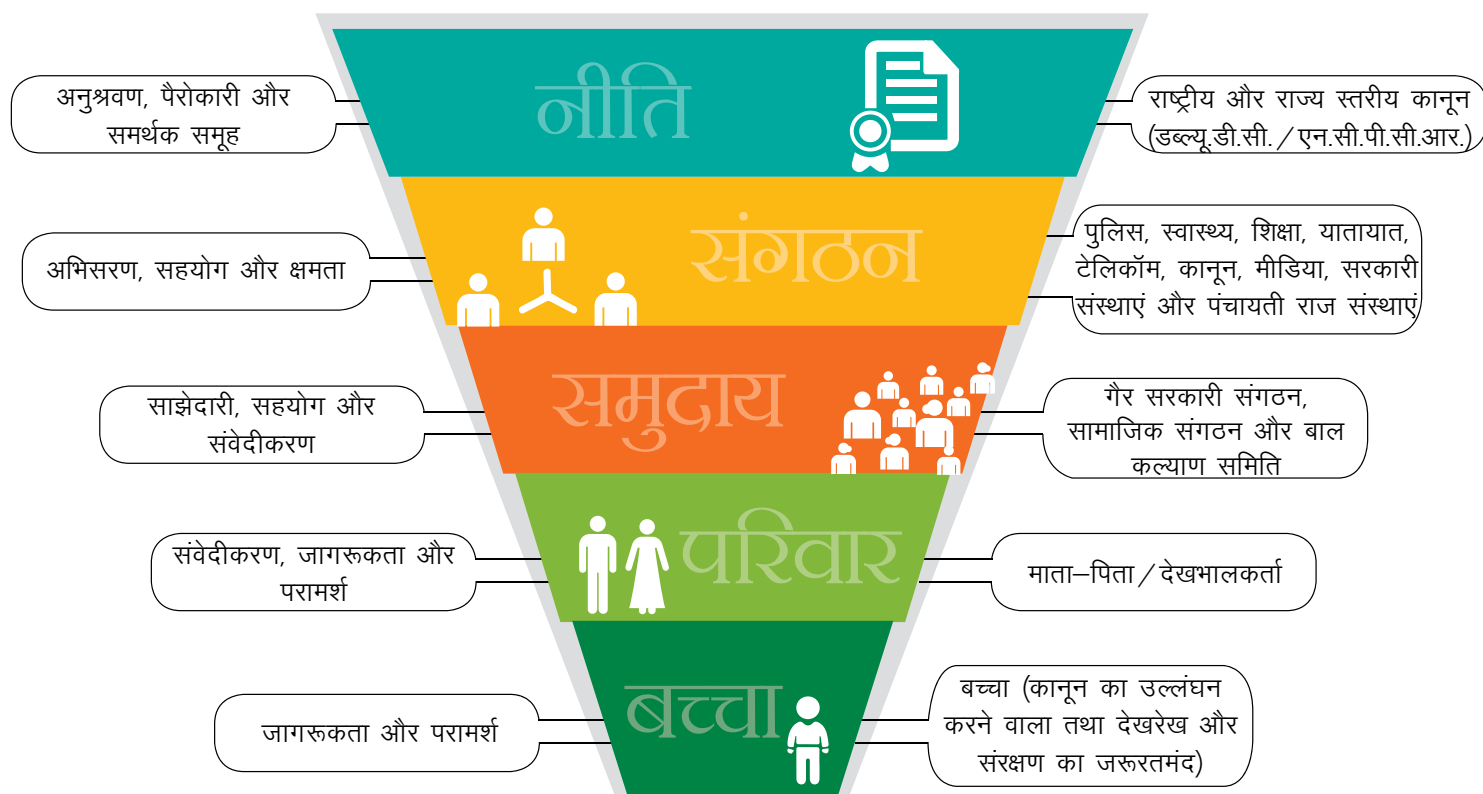 नीति
अनुश्रवण, पैरोकारी और
समर्थक समूह
राष्ट्रीय और राज्य स्तरीय कानून
(डब्ल्यू.डी.सी. / एन.सी.पी.सी.आर.)
संगठन
अभिसरण, सहयोग और क्षमता
पुलिस, स्वास्थ्य, शिक्षा, यातायात,
टेलिकॉम, कानून, मीडिया, सरकारी
संस्थाएं और पंचायती राज संस्थाएं
समुदाय
साझेदारी, सहयोग और
संवेदीकरण
गैर सरकारी संगठन,
सामाजिक संगठन और बाल
कल्याण समिति
परिवार
संवेदीकरण, जागरूकता और
परामर्श
माता–पिता / देखभालकर्ता
बच्चा
जागरूकता और परामर्श
बच्चा (कानून का उल्लंघन
करने वाला तथा देखरेख और
संरक्षण का जरूरतमंद)